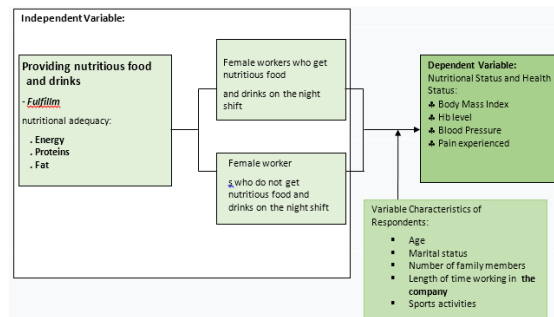 Independent Variable:
Providing nutritious food
and drinks
- Fulfillm
nutritional adequacy:
. Energy
. Proteins
. Fat
Female workers who get
nutritious food
and drinks on the night
shift
Female worker
s who do not get
nutritious food and
drinks on the night shift
Dependent Variable:
Nutritional Status and Health
Status:
♣ Body Mass Index
♣ Hb level
♣ Blood Pressure
♣ Pain experienced
Variable Characteristics of
Respondents:
▪ Age
▪ Marital status
▪ Number of family members
▪ Length of time working in the
company
▪ Sports activities